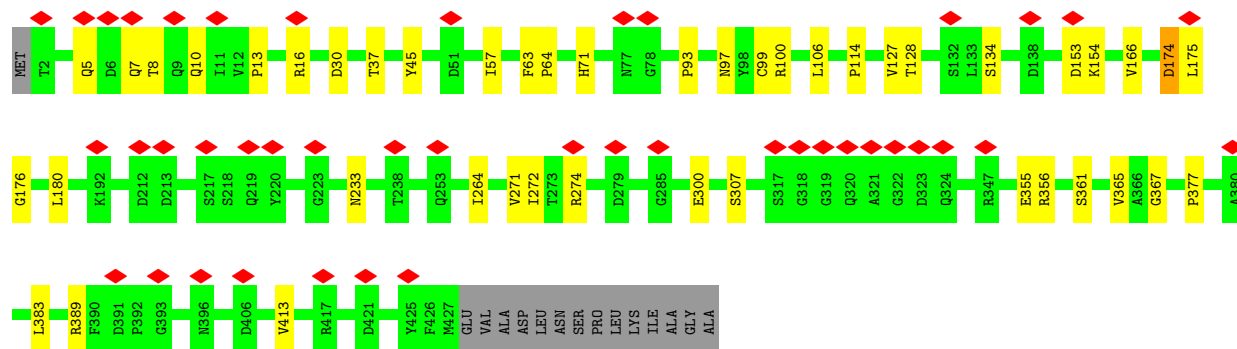 MET T2 Q5 D6 Q7 T8 Q9 Q10 I11 V12 P13 R16 D30 T37 Y45 D51 I57 F63 P64 H71 N77 G78 P93 N97 Y98 C99 R100 L106 P114 V127 T128 S132 L133 S134 D138 D153 K154 V166 D174 L175
G176 L180 K192 D212 D213 S217 S218 Q219 Y220 G223 N233 T238 Q253 I264 V271 I272 T273 R274 D279 G285 E300 S307 S317 G318 G319 Q320 A321 G322 D323 Q324 R347 E355 R356 S361 V365 A366 G367 P377 A380
L383 R389 F390 D391 P392 G393 N396 D406 V413 R417 D421 Y425 F426 M427 GLU VAL ALA ASP LEU ASN SER PRO LEU LYS ILE ALA GLY ALA